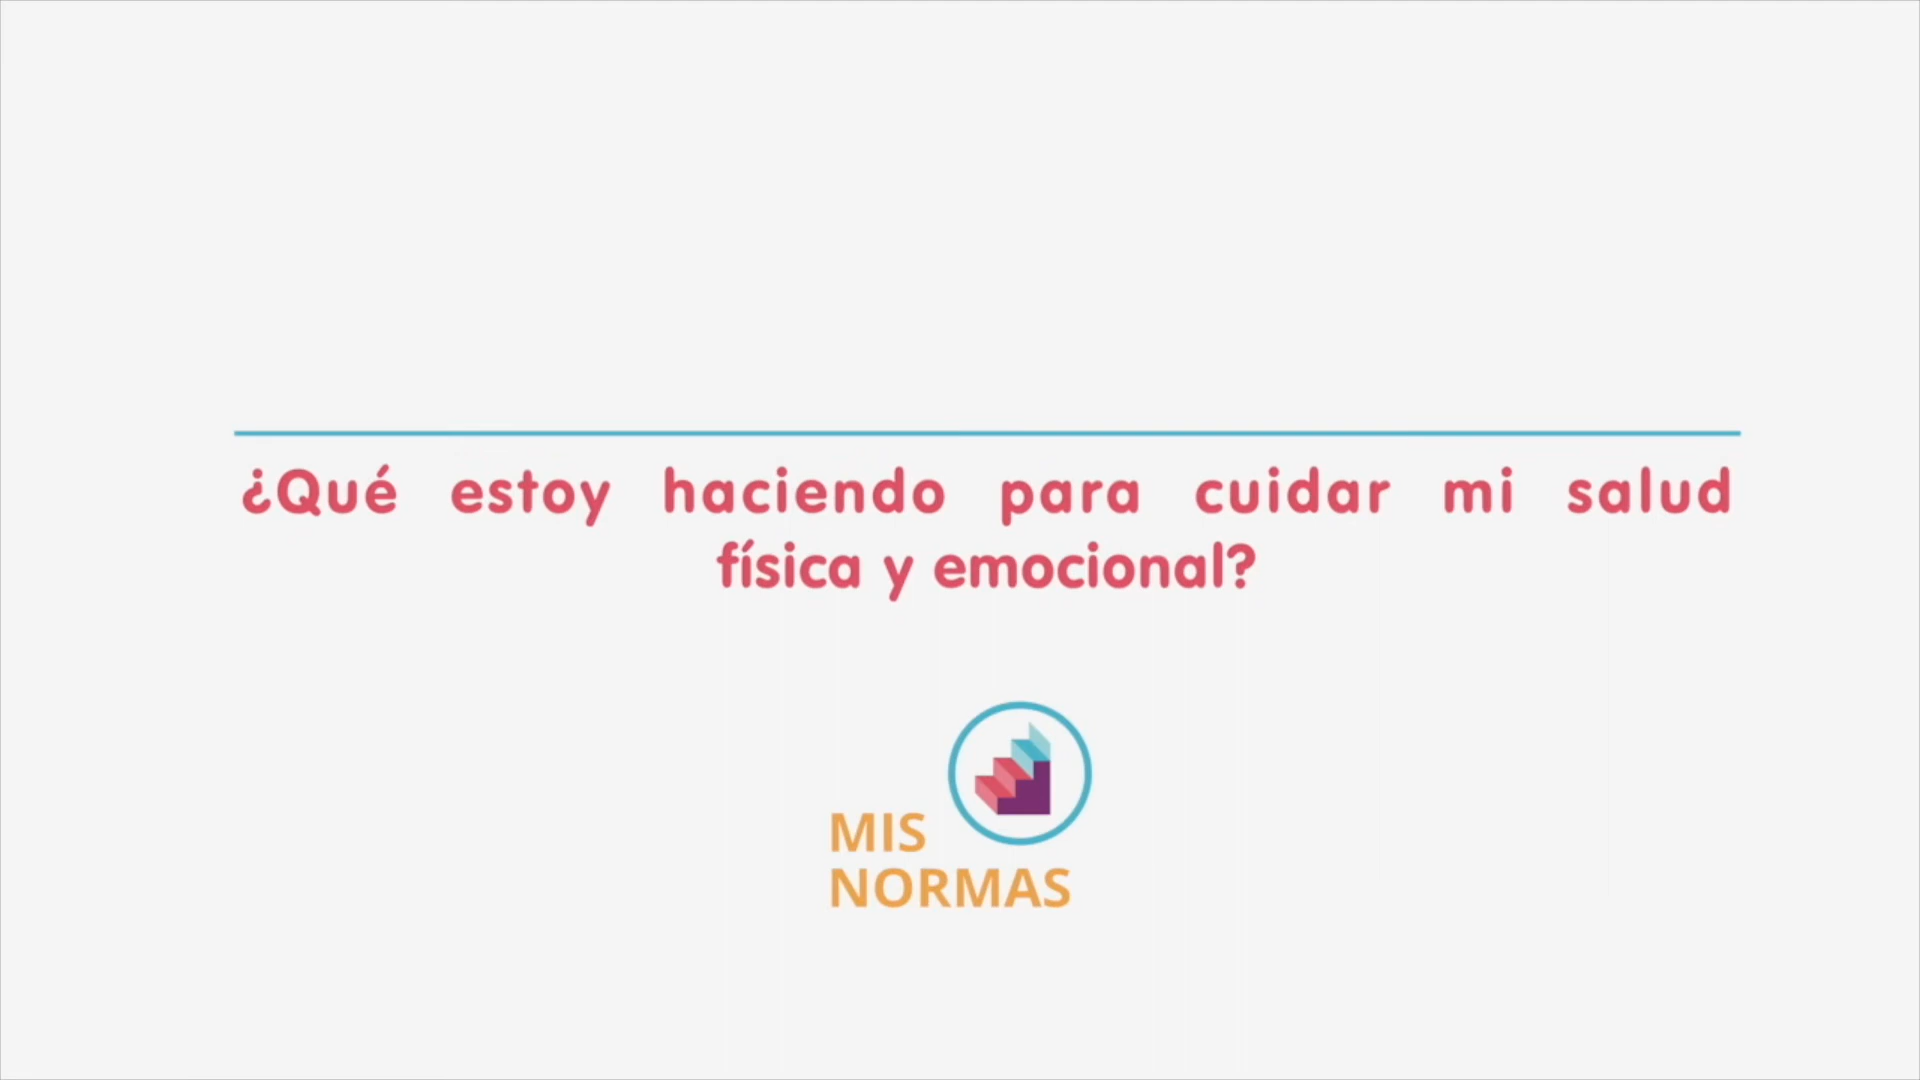 ¿Qué estoy haciendo para cuidar mi salud
física y emocional?
MIS
NORMAS